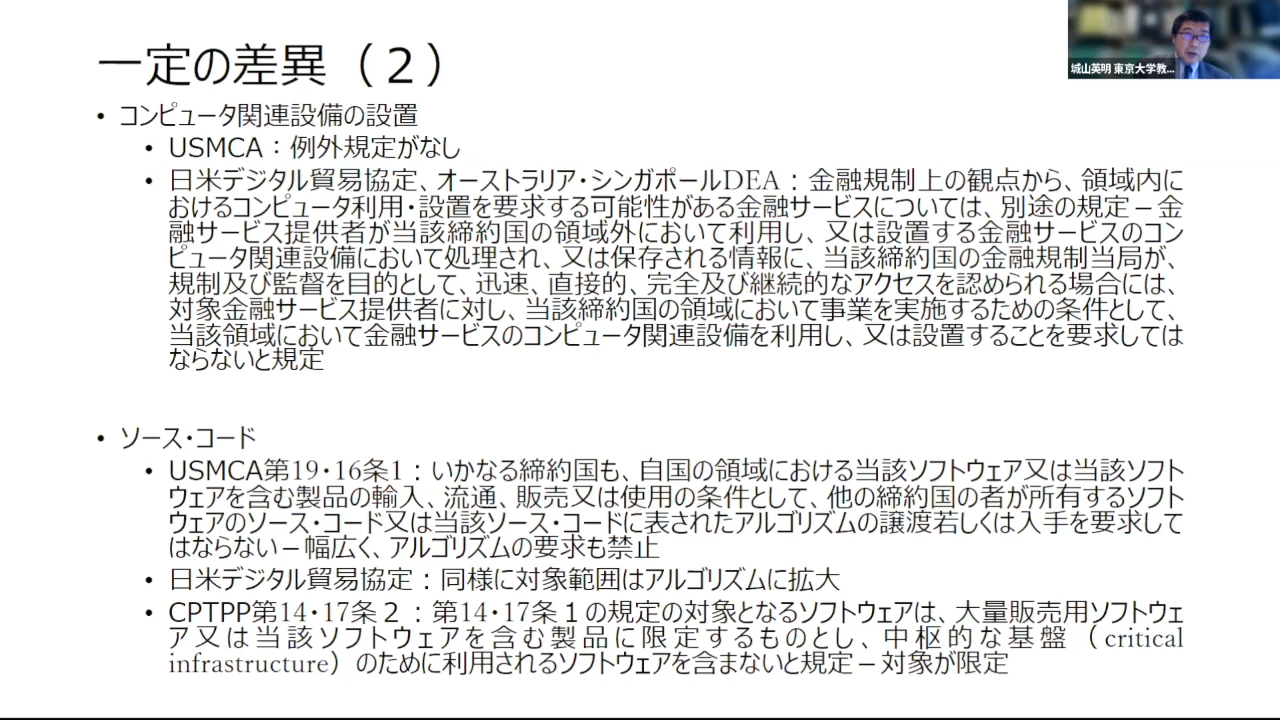 一定の差異（２）
城山英明 東京大学教...
• コンピュータ関連設備の設置
• USMCA：例外規定がなし
• 日米デジタル貿易協定、オーストラリア・シンガポールDEA：金融規制上の観点から、領域内に
おけるコンピュータ利用・設置を要求する可能性がある金融サービスについては、別途の規定－金
融サービス提供者が当該締約国の領域外において利用し、又は設置する金融サービスのコン
ピュータ関連設備において処理され、又は保存される情報に、当該締約国の金融規制当局が、
規制及び監督を目的として、迅速、直接的、完全及び継続的なアクセスを認められる場合には、
対象金融サービス提供者に対し、当該締約国の領域において事業を実施するための条件として、
当該領域において金融サービスのコンピュータ関連設備を利用し、又は設置することを要求しては
ならないと規定
• ソース・コード
• USMCA第19・16条1：いかなる締約国も、自国の領域における当該ソフトウェア又は当該ソフト
ウェアを含む製品の輸入、流通、販売又は使用の条件として、他の締約国の者が所有するソフト
ウェアのソース・コード又は当該ソース・コードに表されたアルゴリズムの譲渡若しくは入手を要求して
はならない－幅広く、アルゴリズムの要求も禁止
• 日米デジタル貿易協定：同様に対象範囲はアルゴリズムに拡大
• CPTPP第14・17条２：第14・17条１の規定の対象となるソフトウェアは、大量販売用ソフトウェ
ア又は当該ソフトウェアを含む製品に限定するものとし、中枢的な基盤（critical
infrastructure）のために利用されるソフトウェアを含まないと規定－対象が限定